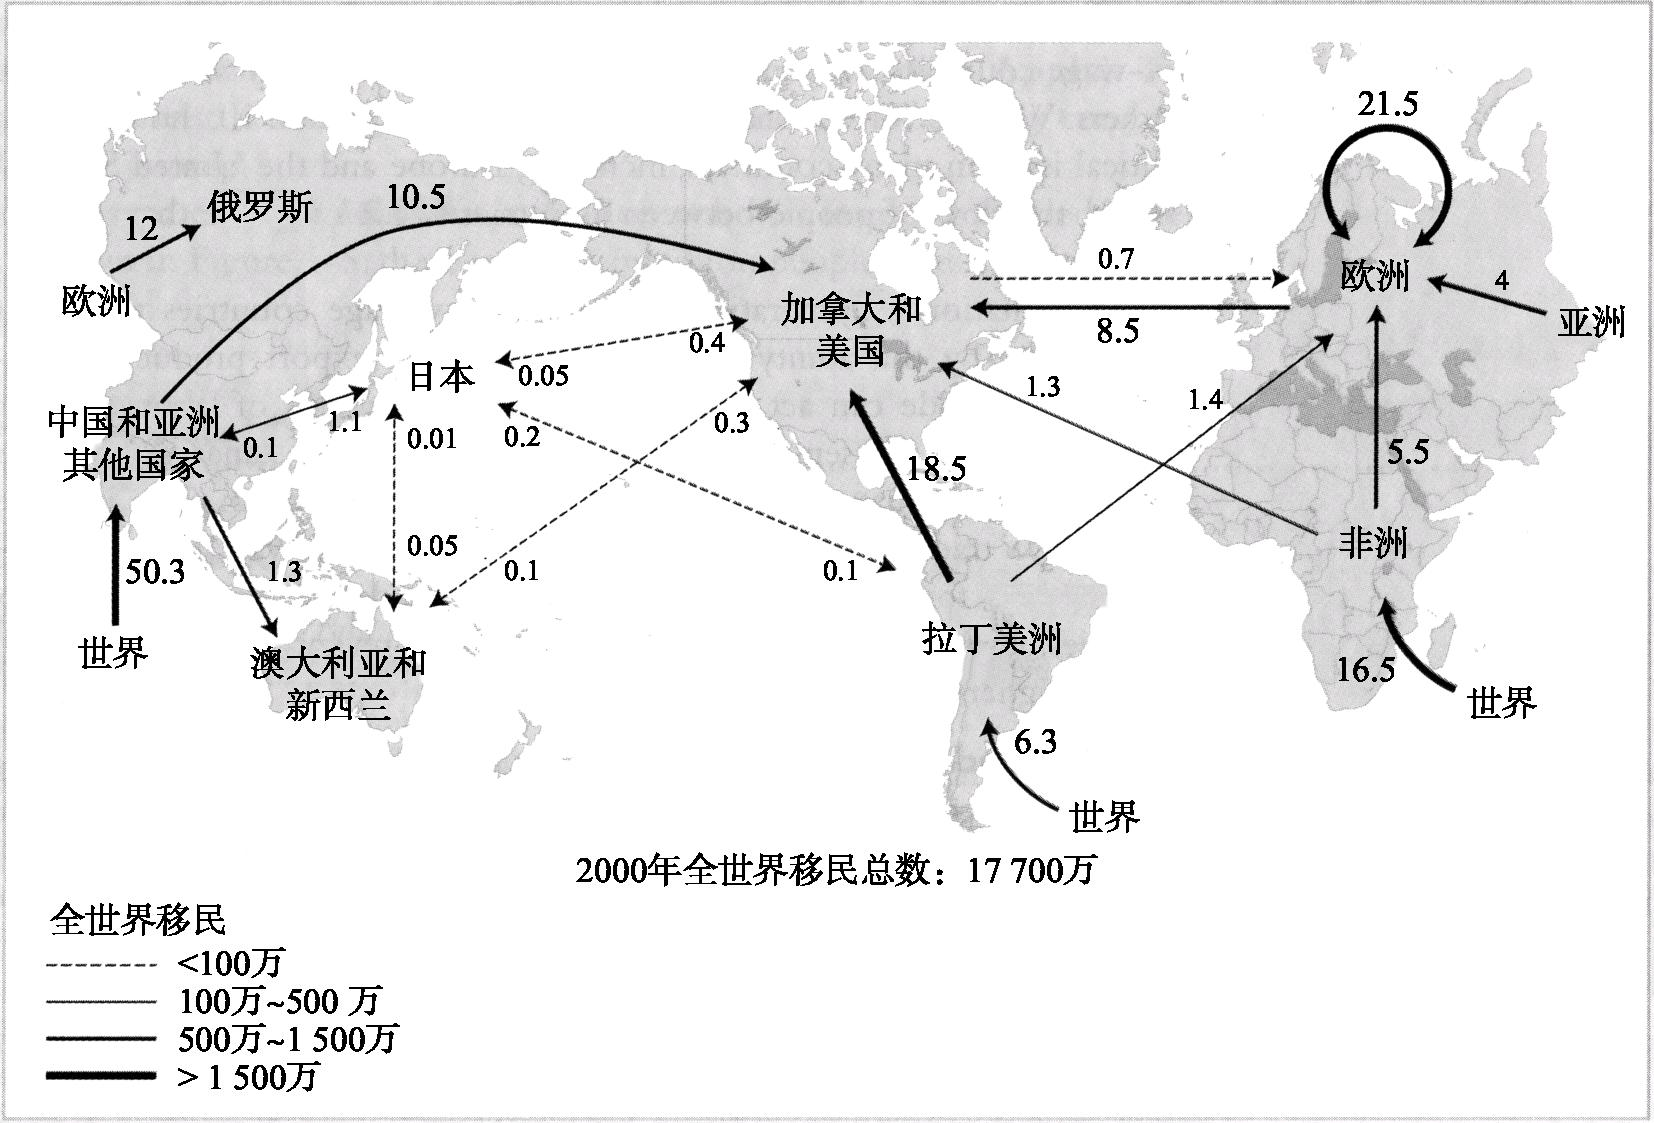 21.5
俄罗斯
10.5
12
欧洲
0.7
欧洲
4
亚洲
加拿大和
美国
8.5
0.4
日本
0.05
中国和亚洲
其他国家
1.1
0.1
0.01
0.2
0.3
1.3
1.4
18.5
5.5
非洲
50.3
1.3
0.05
0.1
0.1
世界
澳大利亚和
新西兰
拉丁美洲
16.5
世界
6.3
世界
2000年全世界移民总数：17 700万
全世界移民
<100万
100万~500 万
500万~1 500万
> 1 500万